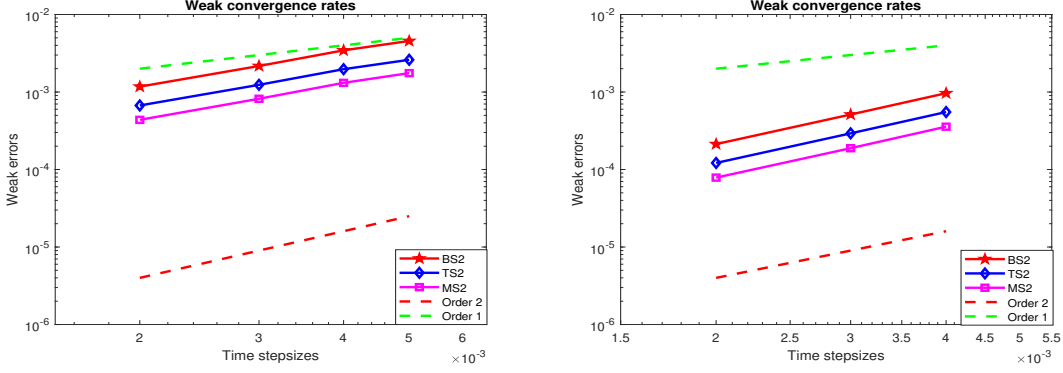 Weak convergence rates
10^-2
10^-3
10^-4
10^-5
10^-6
Weak errors
2 3 4 5 6
Time stepsizes
×10^-3
BS2
TS2
MS2
Order 2
Order 1
Weak convergence rates
10^-2
10^-3
10^-4
10^-5
10^-6
Weak errors
1.5 2 2.5 3 3.5 4 4.5 5 5.5
Time stepsizes
×10^-3
BS2
TS2
MS2
Order 2
Order 1